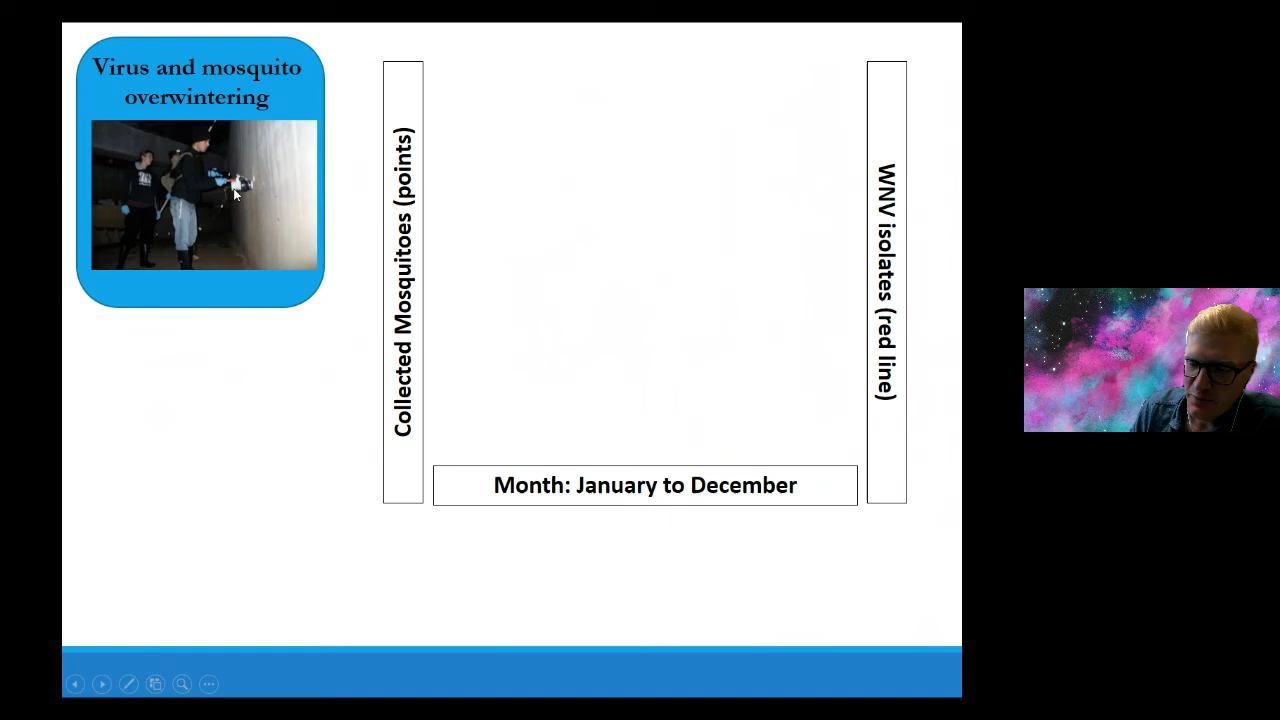 Virus and mosquito
overwintering
Collected Mosquitoes (points)
WNV isolates (red line)
Month: January to December